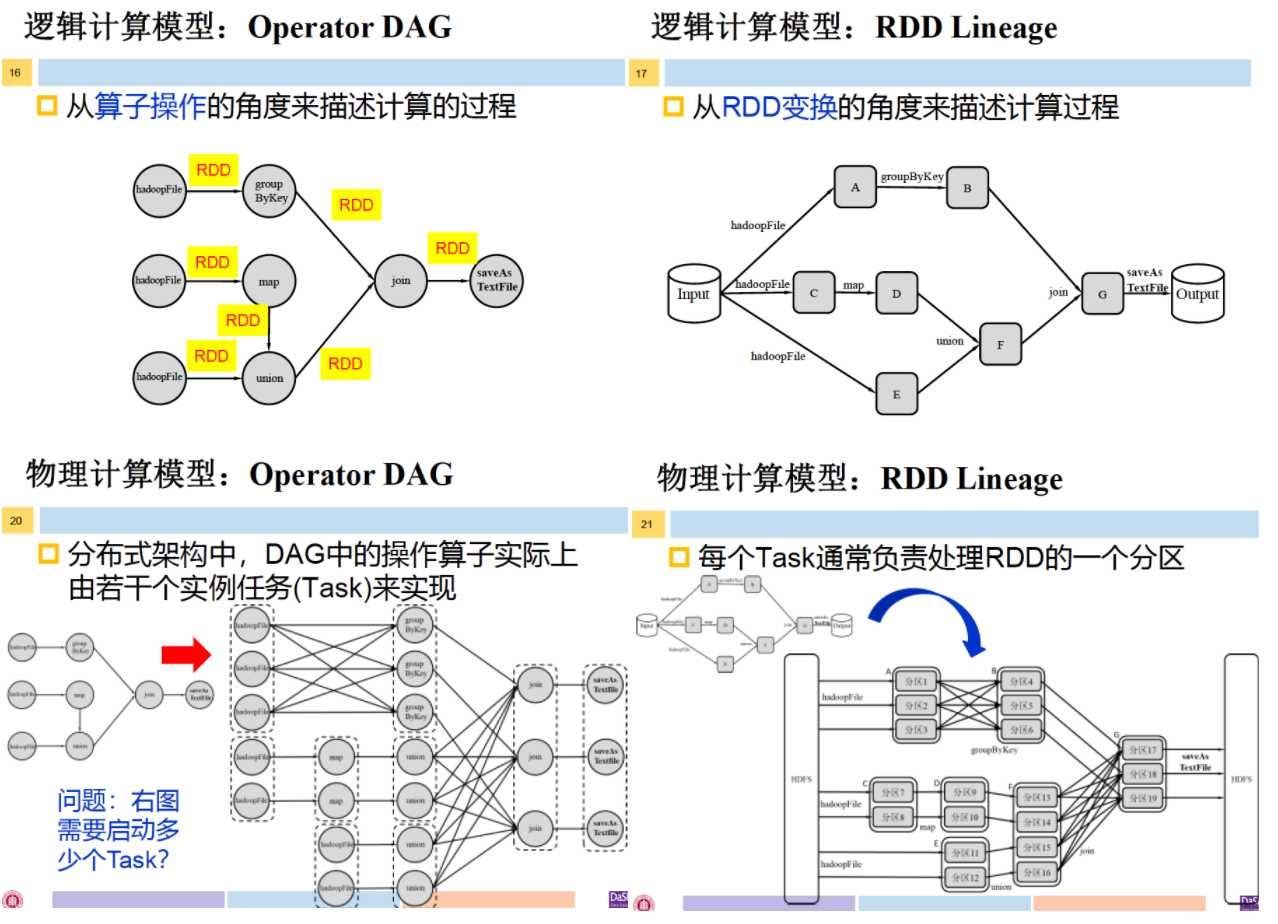 逻辑计算模型：Operator DAG
16
从算子操作的角度来描述计算的过程
hadoopFile
RDD
group
ByKey
RDD
hadoopFile
RDD
map
RDD
join
RDD
saveAs
TextFile
hadoopFile
RDD
union
RDD
逻辑计算模型：RDD Lineage
17
从RDD变换的角度来描述计算过程
A
groupByKey
B
hadoopFile
Input
hadoopFile
C
map
D
join
G
saveAs
TextFile
Output
hadoopFile
union
F
E
物理计算模型：Operator DAG
20
分布式架构中，DAG中的操作算子实际上
由若干个实例任务(Task)来实现
hadoopFile
group
ByKey
hadoopFile
map
join
saveAs
TextFile
hadoopFile
union
问题：右图
需要启动多
少个Task？
hadoopFile
group
ByKey
hadoopFile
group
ByKey
hadoopFile
group
ByKey
hadoopFile
map
union
hadoopFile
map
union
hadoopFile
union
hadoopFile
union
join
saveAs
Textfile
join
saveAs
Textfile
join
saveAs
Textfile
DaS
物理计算模型：RDD Lineage
21
每个Task通常负责处理RDD的一个分区
A
groupByKey
B
hadoopFile
Input
hadoopFile
C
map
D
join
G
saveAs
TextFile
Output
hadoopFile
union
F
E
HDFS
hadoopFile
A
分区1
分区2
分区3
B
分区4
分区5
分区6
groupByKey
hadoopFile
C
分区7
分区8
map
D
分区9
分区10
hadoopFile
E
分区11
分区12
union
F
分区13
分区14
分区15
分区16
join
G
分区17
分区18
分区19
saveAs
TextFile
HDFS
DaS